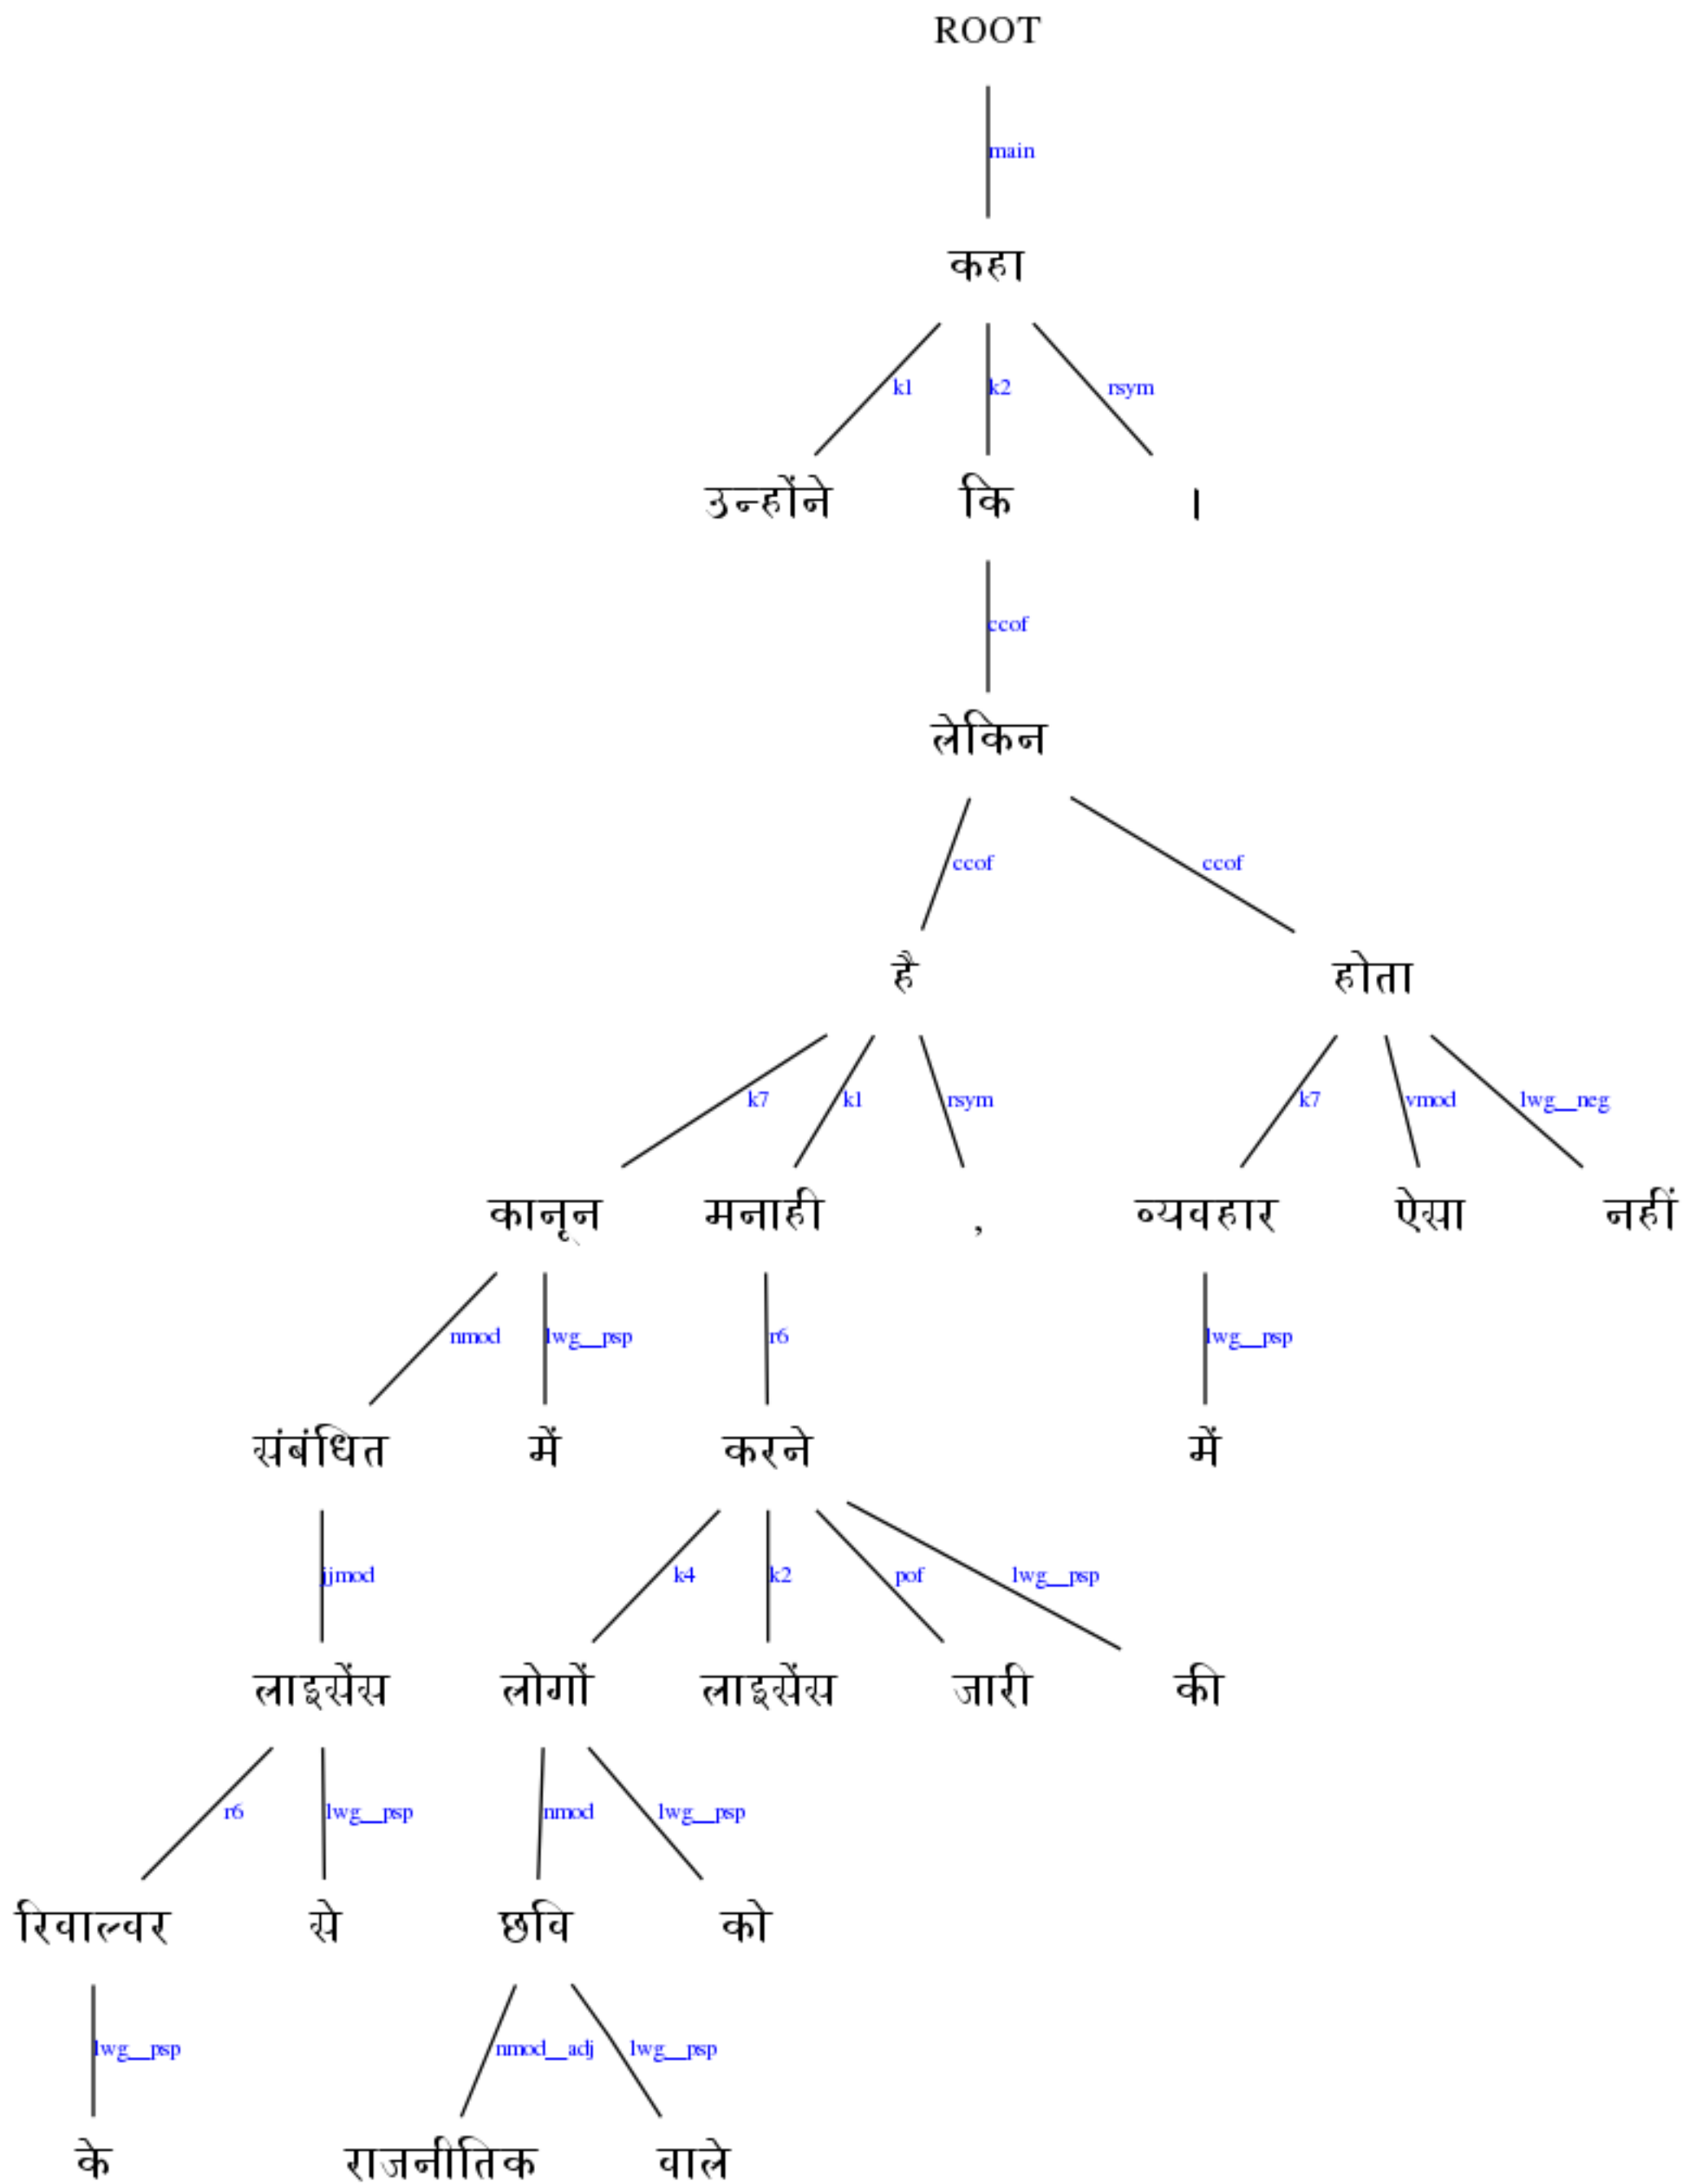 ROOT
main
कहा
k1 k2 rsym
उन्होंने कि ।
ccof
लेकिन
ccof ccof
है होता
k7 k1 rsym k7 vmod lwg__neg
कानून मनाही , व्यवहार ऐसा नहीं
nmod lwg__psp r6 lwg__psp
संबंधित में करने में
jjmod k4 k2 pof lwg__psp
लाइसेंस लोगों लाइसेंस जारी की
r6 lwg__psp nmod lwg__psp
रिवाल्वर से छवि को
lwg__psp nmod__adj lwg__psp
के राजनीतिक वाले